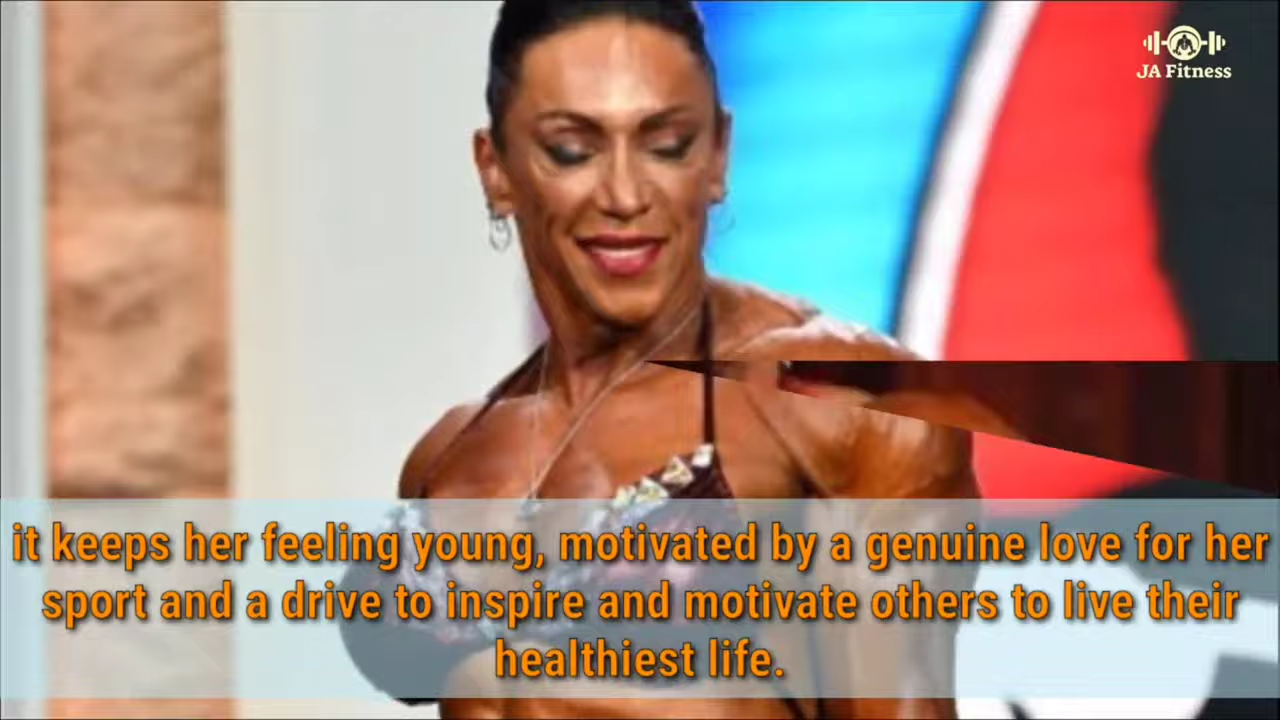 JA Fitness
it keeps her feeling young, motivated by a genuine love for her
sport and a drive to inspire and motivate others to live their
healthiest life.